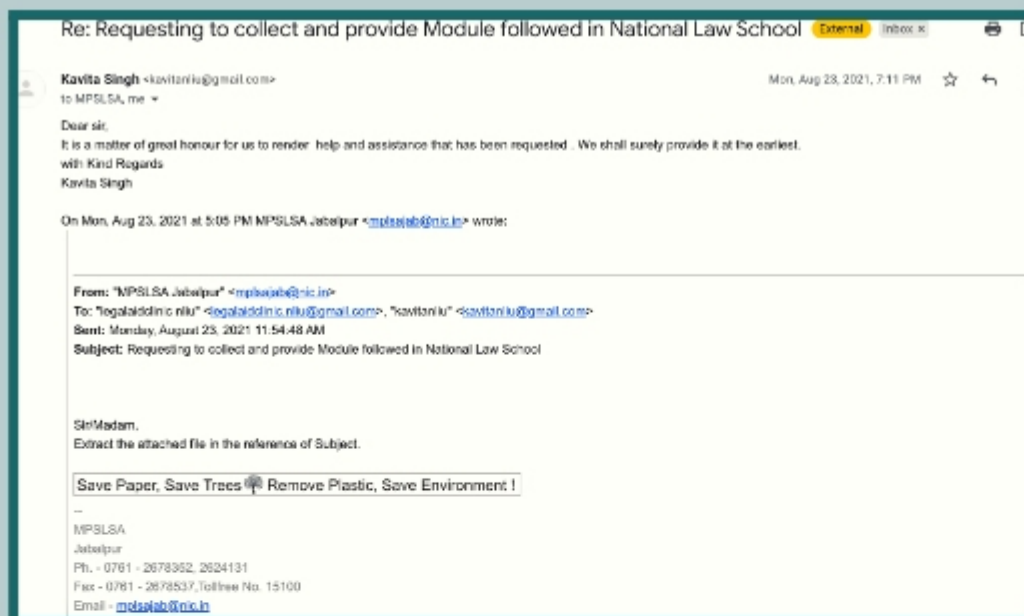 Re: Requesting to collect and provide Module followed in National Law School External Inbox ×
Kavita Singh <kavitanliu@gmail.com> Mon, Aug 23, 2021, 7:11 PM
to MPSLSA, me
Dear sir,
It is a matter of great honour for us to render help and assistance that has been requested . We shall surely provide it at the earliest.
with Kind Regards
Kavita Singh
On Mon, Aug 23, 2021 at 5:05 PM MPSLSA Jabalpur <mplsajab@nic.in> wrote:
From: "MPSLSA Jabalpur" <mplsajab@nic.in>
To: "legalaidclinic nliu" <legalaidclinic.nliu@gmail.com>, "kavitanliu" <kavitanliu@gmail.com>
Sent: Monday, August 23, 2021 11:54:48 AM
Subject: Requesting to collect and provide Module followed in National Law School
Sir/Madam,
Extract the attached file in the reference of Subject.
Save Paper, Save Trees Remove Plastic, Save Environment !
--
MPSLSA
Jabalpur
Ph. - 0761 - 2678352, 2624131
Fax - 0761 - 2678537,Tollfree No. 15100
Email - mplsajab@nic.in